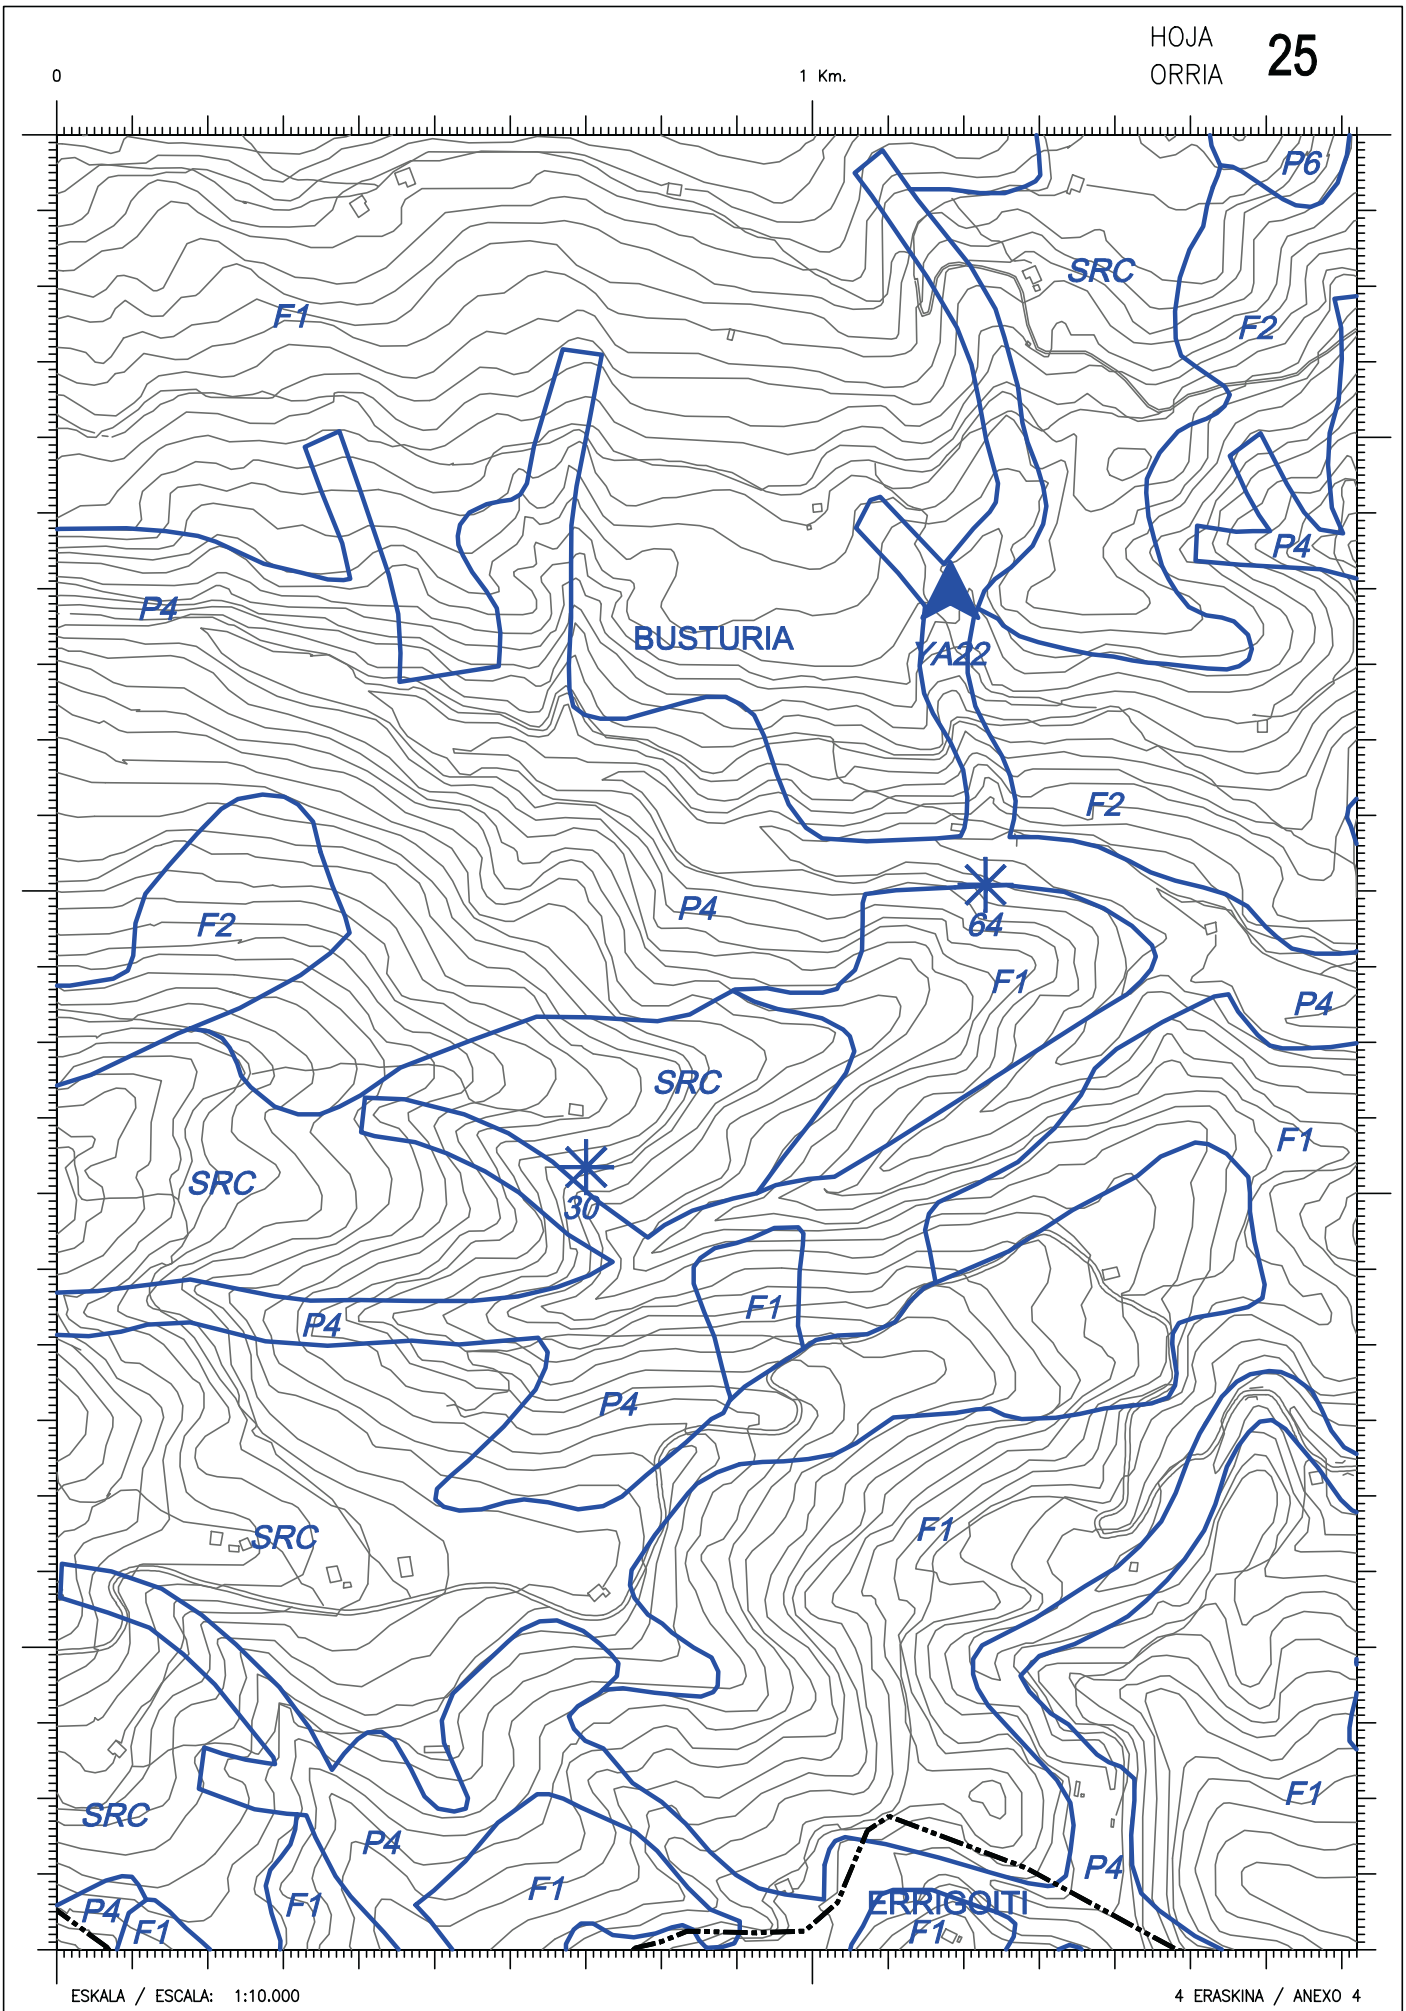 HOJA
ORRIA
25
0
1 Km.
P6
SRC
F1
F2
P4
P4
BUSTURIA
YA22
F2
P4
F2
64
F1
P4
SRC
F1
SRC
30
F1
P4
P4
F1
SRC
F1
SRC
P4
P4
F1
F1
ERRIGOITI
P4
F1
F1
ESKALA / ESCALA: 1:10.000
4 ERASKINA / ANEXO 4